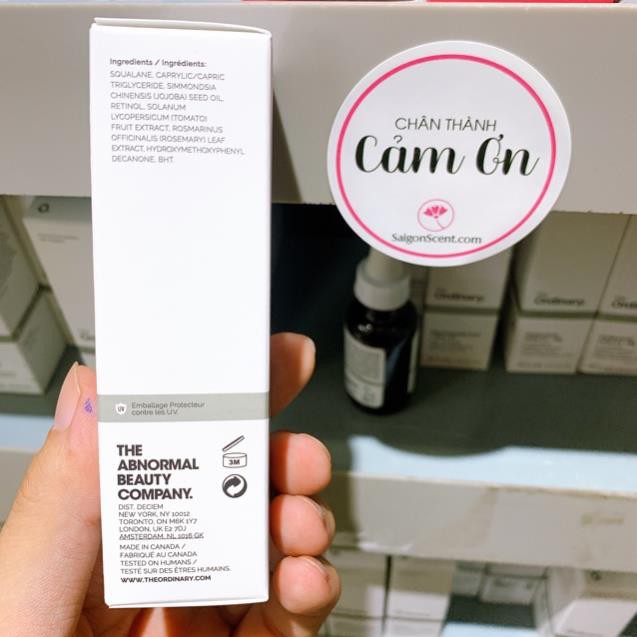 Ingredients / Ingrédients:
SQUALANE, CAPRYLIC/CAPRIC
TRIGLYCERIDE, SIMMONDSIA
CHINENSIS (JOJOBA) SEED OIL,
RETINOL, SOLANUM
LYCOPERSICUM (TOMATO)
FRUIT EXTRACT, ROSMARINUS
OFFICINALIS (ROSEMARY) LEAF
EXTRACT, HYDROXYMETHOXYPHENYL
DECANONE, BHT.
UV
Emballage Protecteur
contre les UV.
THE
ABNORMAL
BEAUTY
COMPANY.
3M
DIST. DECIEM
NEW YORK, NY 10012
TORONTO, ON M6K 1Y7
LONDON, UK E2 7DJ
AMSTERDAM, NL 1016 GK
MADE IN CANADA /
FABRIQUÉ AU CANADA
TESTED ON HUMANS /
TESTÉ SUR DES ÊTRES HUMAINS.
WWW.THEORDINARY.COM
CHÂN THÀNH
Cảm Ơn
SaigonScent.com
Ordinary.
Ordinary.